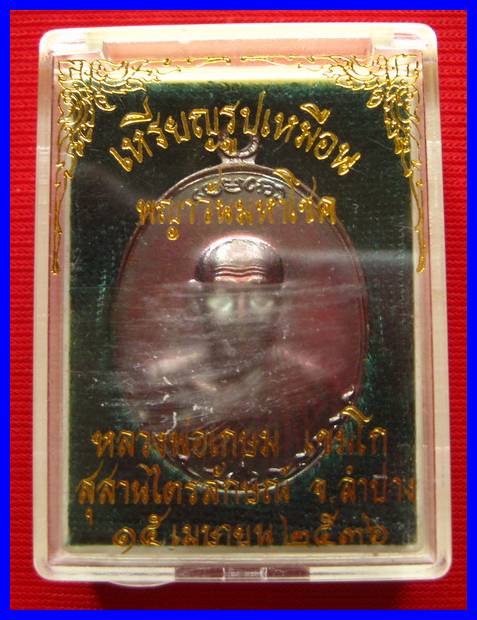 เหรียญรูปเหมือน
พญาวันมหาโชค
หลวงพ่อเกษม เขมโก
สุสานไตรลักษณ์ จ.ลำปาง
๑๕ เมษายน ๒๕๓๖